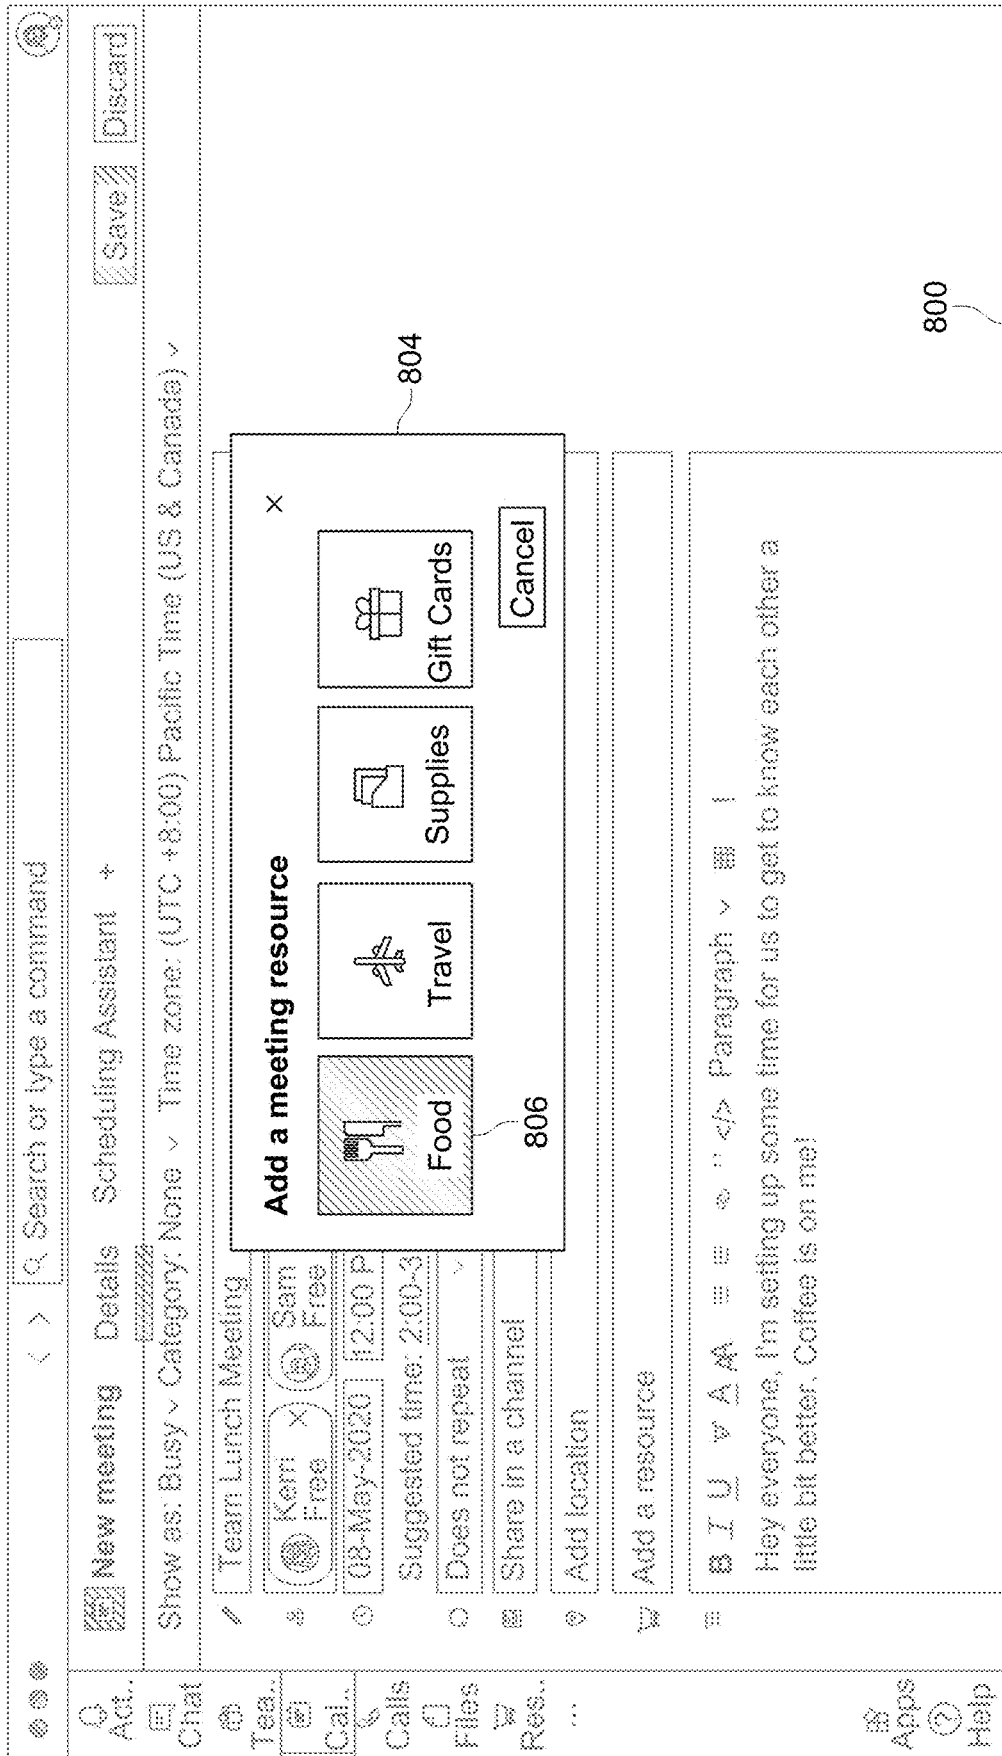 Search or type a command
New meeting Details Scheduling Assistant +
Save Discard
Show as: Busy Category: None Time zone: (UTC +8:00) Pacific Time (US & Canada)
Act..
Chat
Tea..
Cal..
Calls
Files
Res..
...
Apps
Help
Team Lunch Meeting
Kerri X Sam
Free Free
08-May-2020 12:00 P
Suggested time: 2:00-3
Does not repeat
Share in a channel
Add location
Add a resource
B I U A AA </> Paragraph
Hey everyone, I'm setting up some time for us to get to know each other a
little bit better. Coffee is on me!
Add a meeting resource X
Food Travel Supplies Gift Cards
Cancel
804
806
800